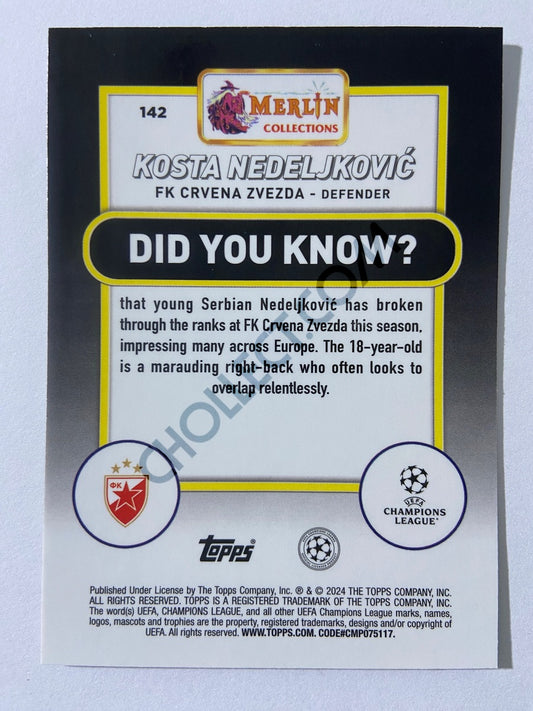 142
MERLIN
COLLECTIONS
KOSTA NEDELJKOVIĆ
FK CRVENA ZVEZDA - DEFENDER
DID YOU KNOW?
that young Serbian Nedeljković has broken
through the ranks at FK Crvena Zvezda this season,
impressing many across Europe. The 18-year-old
is a marauding right-back who often looks to
overlap relentlessly.
CHOLLECT.COM
ФК
UEFA
CHAMPIONS
LEAGUE
topps
Published Under License by The Topps Company, Inc. ® & © 2024 THE TOPPS COMPANY, INC.
ALL RIGHTS RESERVED. TOPPS IS A REGISTERED TRADEMARK OF THE TOPPS COMPANY, INC.
The word(s) UEFA, CHAMPIONS LEAGUE, and all other UEFA Champions League marks, names,
logos, mascots and trophies are the property, registered trademarks, designs and/or copyright of
UEFA. All rights reserved. WWW.TOPPS.COM. CODE#CMP075117.